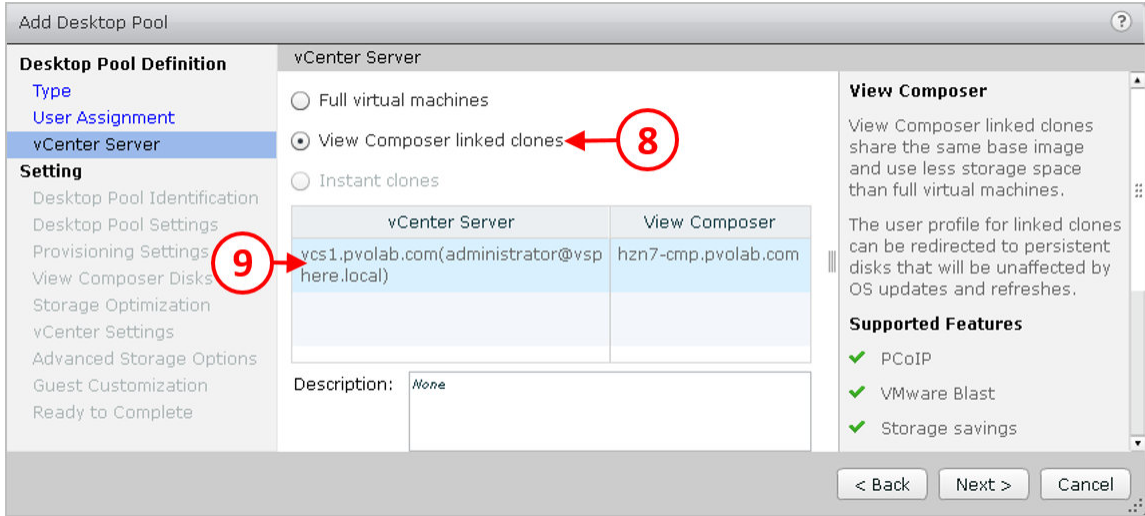 Add Desktop Pool
?
Desktop Pool Definition
Type
User Assignment
vCenter Server
Setting
Desktop Pool Identification
Desktop Pool Settings
Provisioning Settings
View Composer Disks
Storage Optimization
vCenter Settings
Advanced Storage Options
Guest Customization
Ready to Complete
vCenter Server
Full virtual machines
View Composer linked clones
8
Instant clones
vCenter Server
View Composer
9
vcs1.pvolab.com(administrator@vsp
here.local)
hzn7-cmp.pvolab.com
Description:
None
View Composer
View Composer linked clones
share the same base image
and use less storage space
than full virtual machines.
The user profile for linked clones
can be redirected to persistent
disks that will be unaffected by
OS updates and refreshes.
Supported Features
PCoIP
VMware Blast
Storage savings
< Back
Next >
Cancel